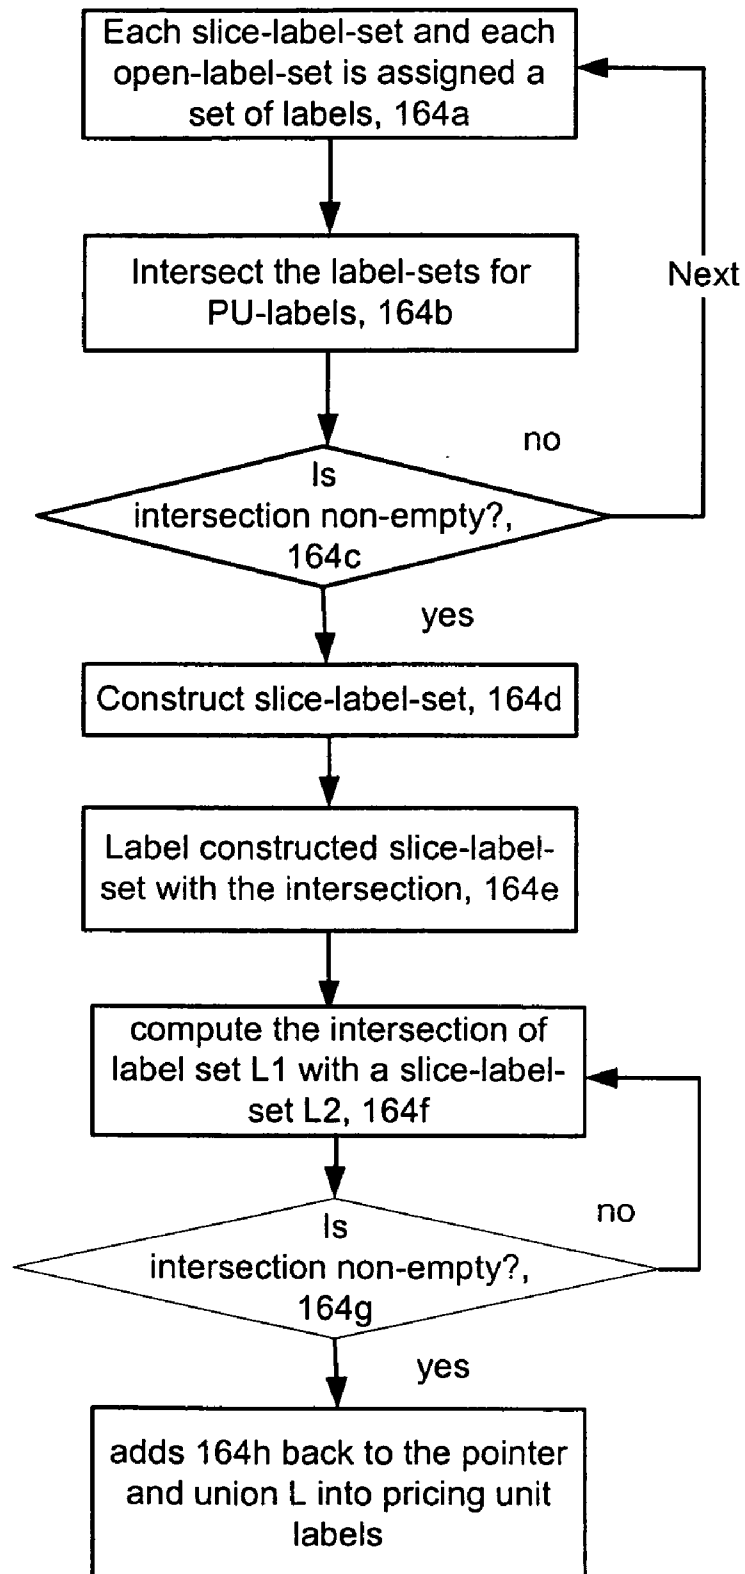 Each slice-label-set and each
open-label-set is assigned a
set of labels, 164a
Intersect the label-sets for
PU-labels, 164b
Next
no
Is
intersection non-empty?,
164c
yes
Construct slice-label-set, 164d
Label constructed slice-label-
set with the intersection, 164e
compute the intersection of
label set L1 with a slice-label-
set L2, 164f
no
Is
intersection non-empty?,
164g
yes
adds 164h back to the pointer
and union L into pricing unit
labels